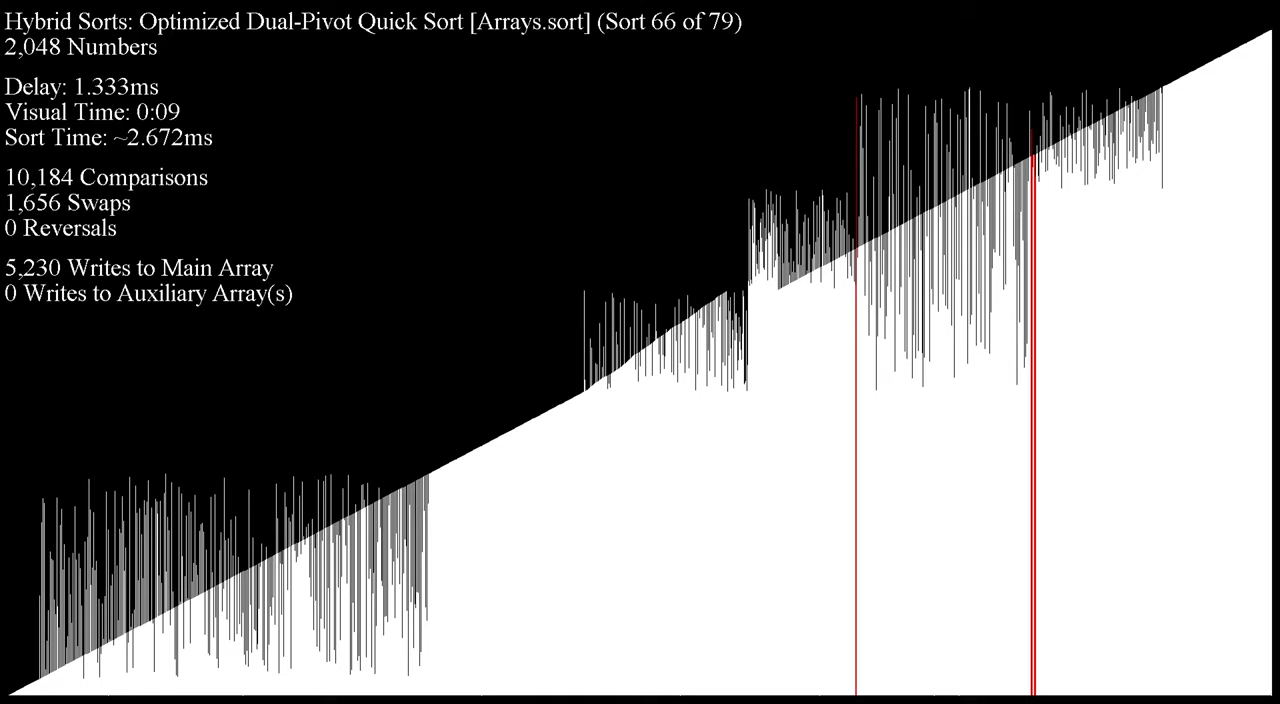 Hybrid Sorts: Optimized Dual-Pivot Quick Sort [Arrays.sort] (Sort 66 of 79)
2,048 Numbers
Delay: 1.333ms
Visual Time: 0:09
Sort Time: ~2.672ms
10,184 Comparisons
1,656 Swaps
0 Reversals
5,230 Writes to Main Array
0 Writes to Auxiliary Array(s)